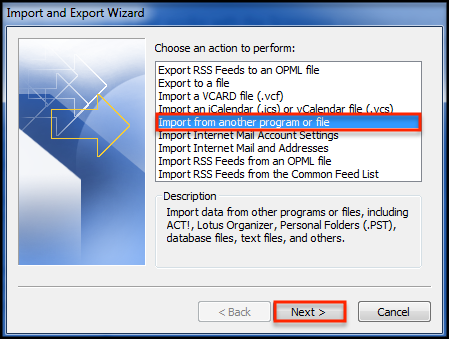 Import and Export Wizard
Choose an action to perform:
Export RSS Feeds to an OPML file
Export to a file
Import a VCARD file (.vcf)
Import an iCalendar (.ics) or vCalendar file (.vcs)
Import from another program or file
Import Internet Mail Account Settings
Import Internet Mail and Addresses
Import RSS Feeds from an OPML file
Import RSS Feeds from the Common Feed List
Description
Import data from other programs or files, including
ACT!, Lotus Organizer, Personal Folders (.PST),
database files, text files, and others.
< Back
Next >
Cancel